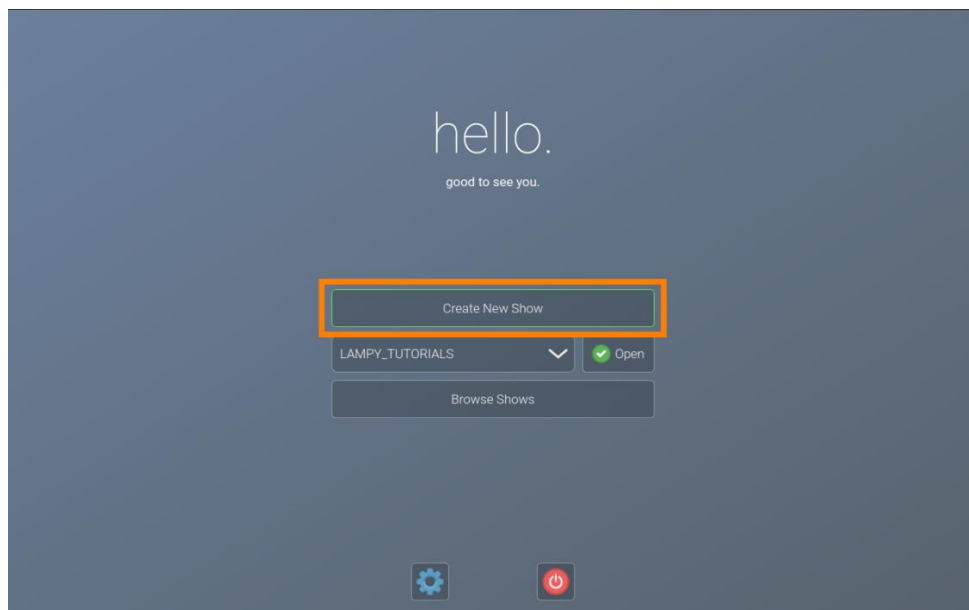 hello.
good to see you.
Create New Show
LAMPY_TUTORIALS
Open
Browse Shows